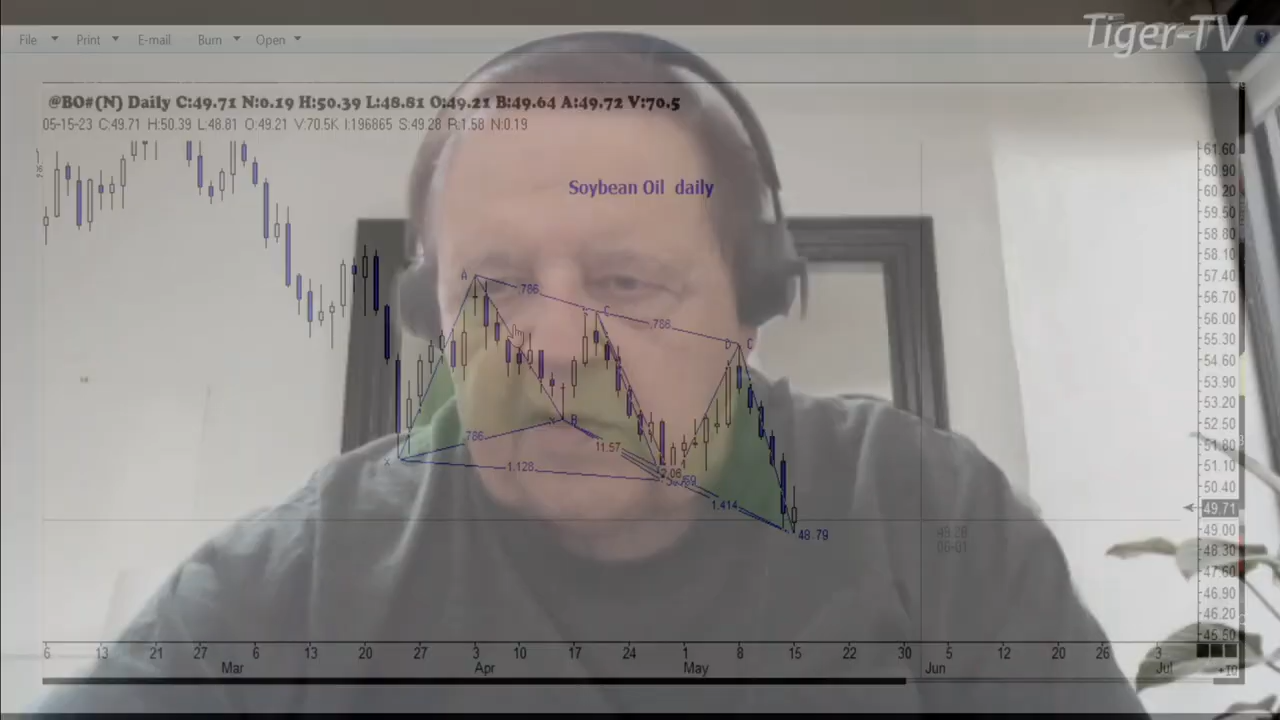 Tiger-TV
File Print E-mail Burn Open
@BO#(N) Daily C:49.71 N:0.19 H:50.39 L:48.81 O:49.21 B:49.64 A:49.72 V:70.5
05-15-23 C:49.71 H:50.39 L:48.81 O:49.21 V:70.5K I:196865 S:49.28 R:1.58 N:0.19
Soybean Oil daily
61.60
60.90
60.20
59.50
58.80
58.10
57.40
56.70
56.00
55.30
54.60
53.90
53.20
52.50
51.80
51.10
50.40
49.71
49.00
48.30
47.60
46.90
46.20
45.50
A
.786
C
.786
D C
X
.786
X B
11.57
1.128
2.06
1.414
48.79
49.28
06-01
6 13 21 27 6 13 20 27 3 10 17 24 1 8 15 22 30 5 12 20 26 3
Mar Apr May Jun Jul
+10